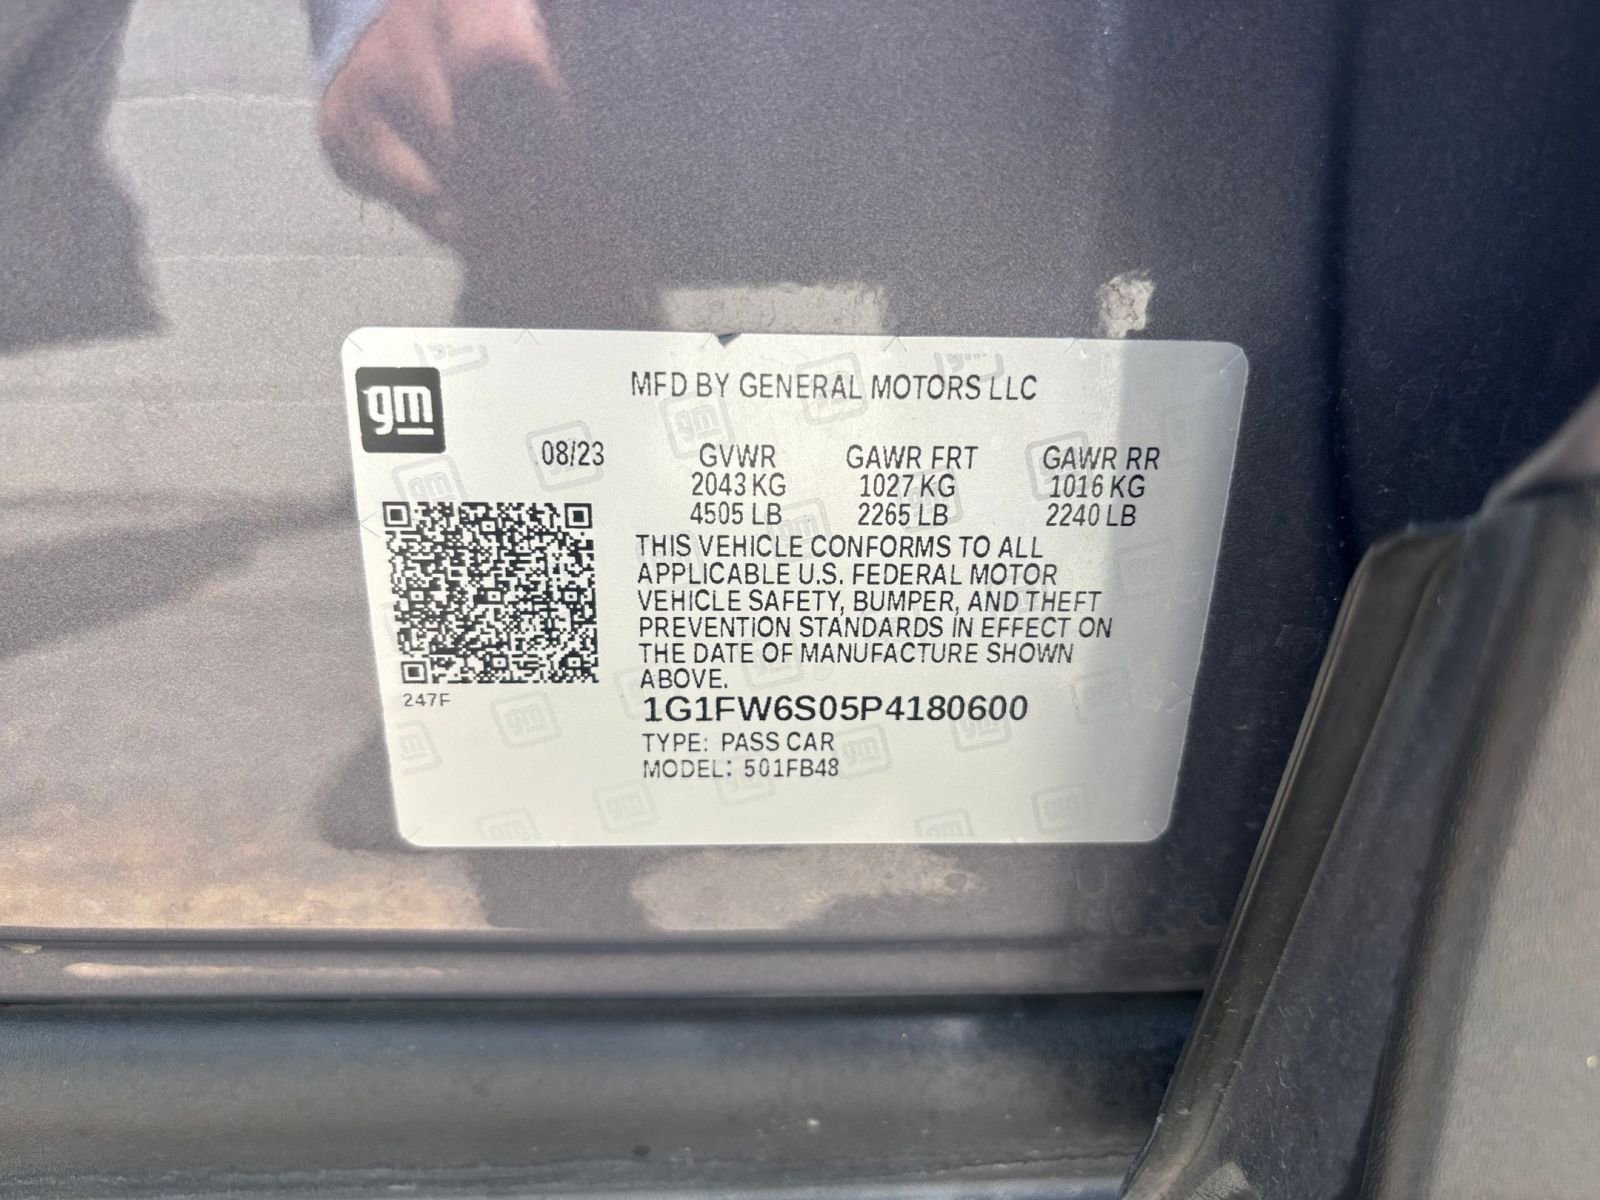 gm
MFD BY GENERAL MOTORS LLC
08/23 GVWR GAWR FRT GAWR RR
2043 KG 1027 KG 1016 KG
4505 LB 2265 LB 2240 LB
THIS VEHICLE CONFORMS TO ALL
APPLICABLE U.S. FEDERAL MOTOR
VEHICLE SAFETY, BUMPER, AND THEFT
PREVENTION STANDARDS IN EFFECT ON
THE DATE OF MANUFACTURE SHOWN
ABOVE.
247F
1G1FW6S05P4180600
TYPE: PASS CAR
MODEL: 501FB48